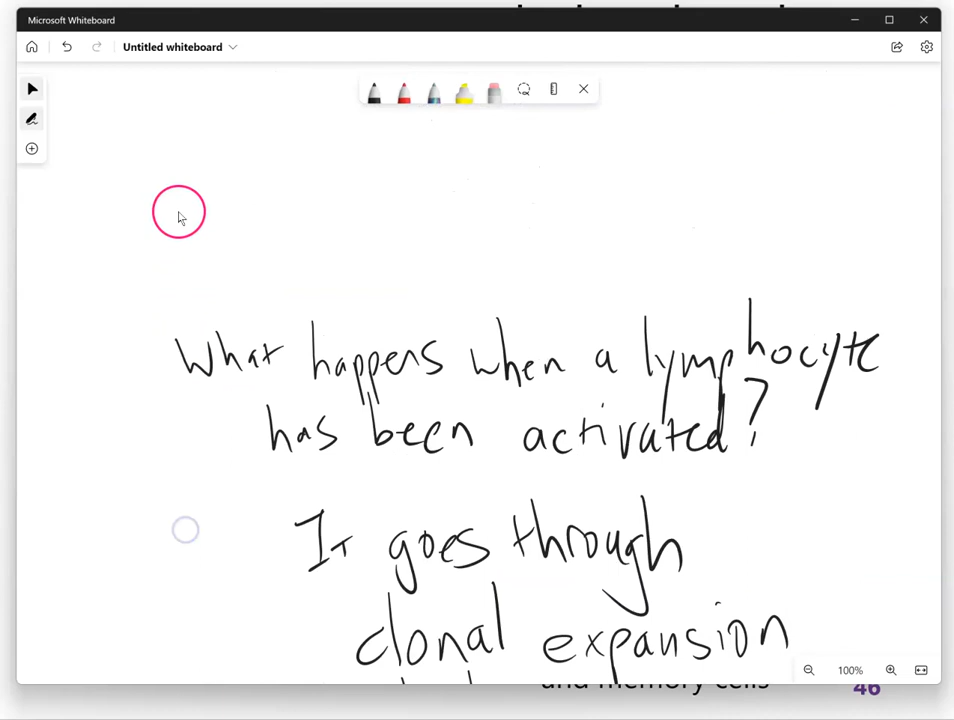 Microsoft Whiteboard
Untitled whiteboard
What happens when a lymphocyte
has been activated?
It goes through
clonal expansion
100%
and memory cells
46